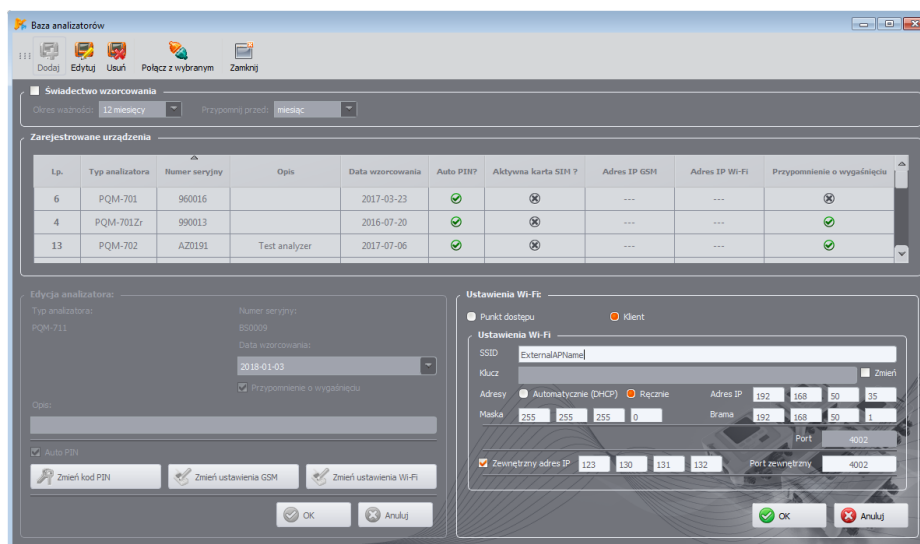 Baza analizatorów
Dodaj Edytuj Usuń Połącz z wybranym Zamknij
Świadectwo wzorcowania
Okres ważności: 12 miesięcy Przypomnij przed: miesiąc
Zarejestrowane urządzenia
Lp. Typ analizatora Numer seryjny Opis Data wzorcowania Auto PIN? Aktywna karta SIM ? Adres IP GSM Adres IP Wi-Fi Przypomnienie o wygaśnięciu
6 PQM-701 960016 2017-03-23 --- ---
4 PQM-701Zr 990013 2016-07-20 --- ---
13 PQM-702 AZ0191 Test analyzer 2017-07-06 --- ---
Edycja analizatora:
Typ analizatora: Numer seryjny:
PQM-711 BS0009
Data wzorcowania:
2018-01-03
Przypomnienie o wygaśnięciu
Opis:
Auto PIN
Zmień kod PIN Zmień ustawienia GSM Zmień ustawienia Wi-Fi
OK Anuluj
Ustawienia Wi-Fi:
Punkt dostępu Klient
Ustawienia Wi-Fi
SSID ExternalAPName
Klucz Zmień
Adresy Automatycznie (DHCP) Ręcznie Adres IP 192 168 50 35
Maska 255 255 255 0 Brama 192 168 50 1
Port 4002
Zewnętrzny adres IP 123 130 131 132 Port zewnętrzny 4002
OK Anuluj